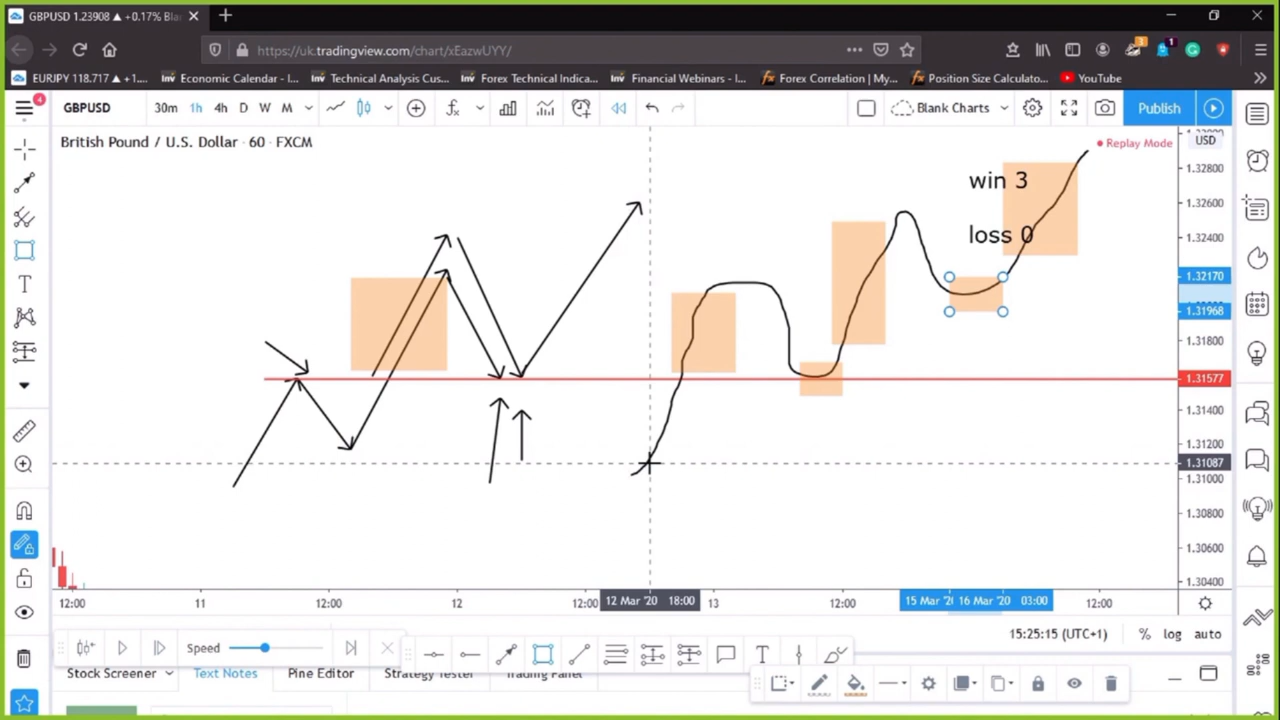 GBPUSD 1.23908 ▲ +0.17% Bla
https://uk.tradingview.com/chart/xEazwUYY/
EURJPY 118.717 ▲ +1....
Economic Calendar - I...
Technical Analysis Cus...
Forex Technical Indica...
Financial Webinars - I...
Forex Correlation | My...
Position Size Calculato...
YouTube
4
GBPUSD
30m 1h 4h D W M
Blank Charts
Publish
British Pound / U.S. Dollar · 60 · FXCM
Replay Mode
USD
win 3
loss 0
1.32800
1.32600
1.32400
1.32170
1.31968
1.31800
1.31577
1.31400
1.31200
1.31087
1.31000
1.30800
1.30600
1.30400
12:00 11 12:00 12 12:00 12 Mar '20 18:00 13 12:00 15 Mar '20 16 Mar '20 03:00 12:00
15:25:15 (UTC+1) % log auto
Speed
Stock Screener Text Notes Pine Editor Strategy Tester Trading Panel